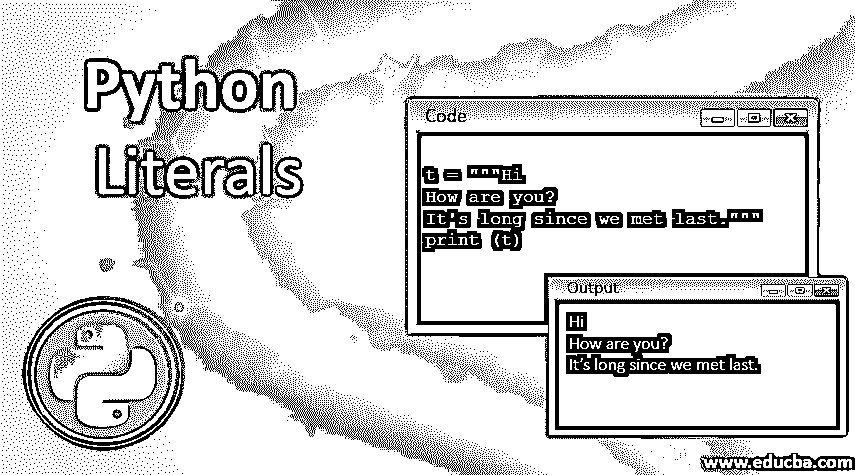 Python
Literals
Code
t = """Hi
How are you?
It's long since we met last."""
print (t)
Output
Hi
How are you?
It's long since we met last.
www.educba.com